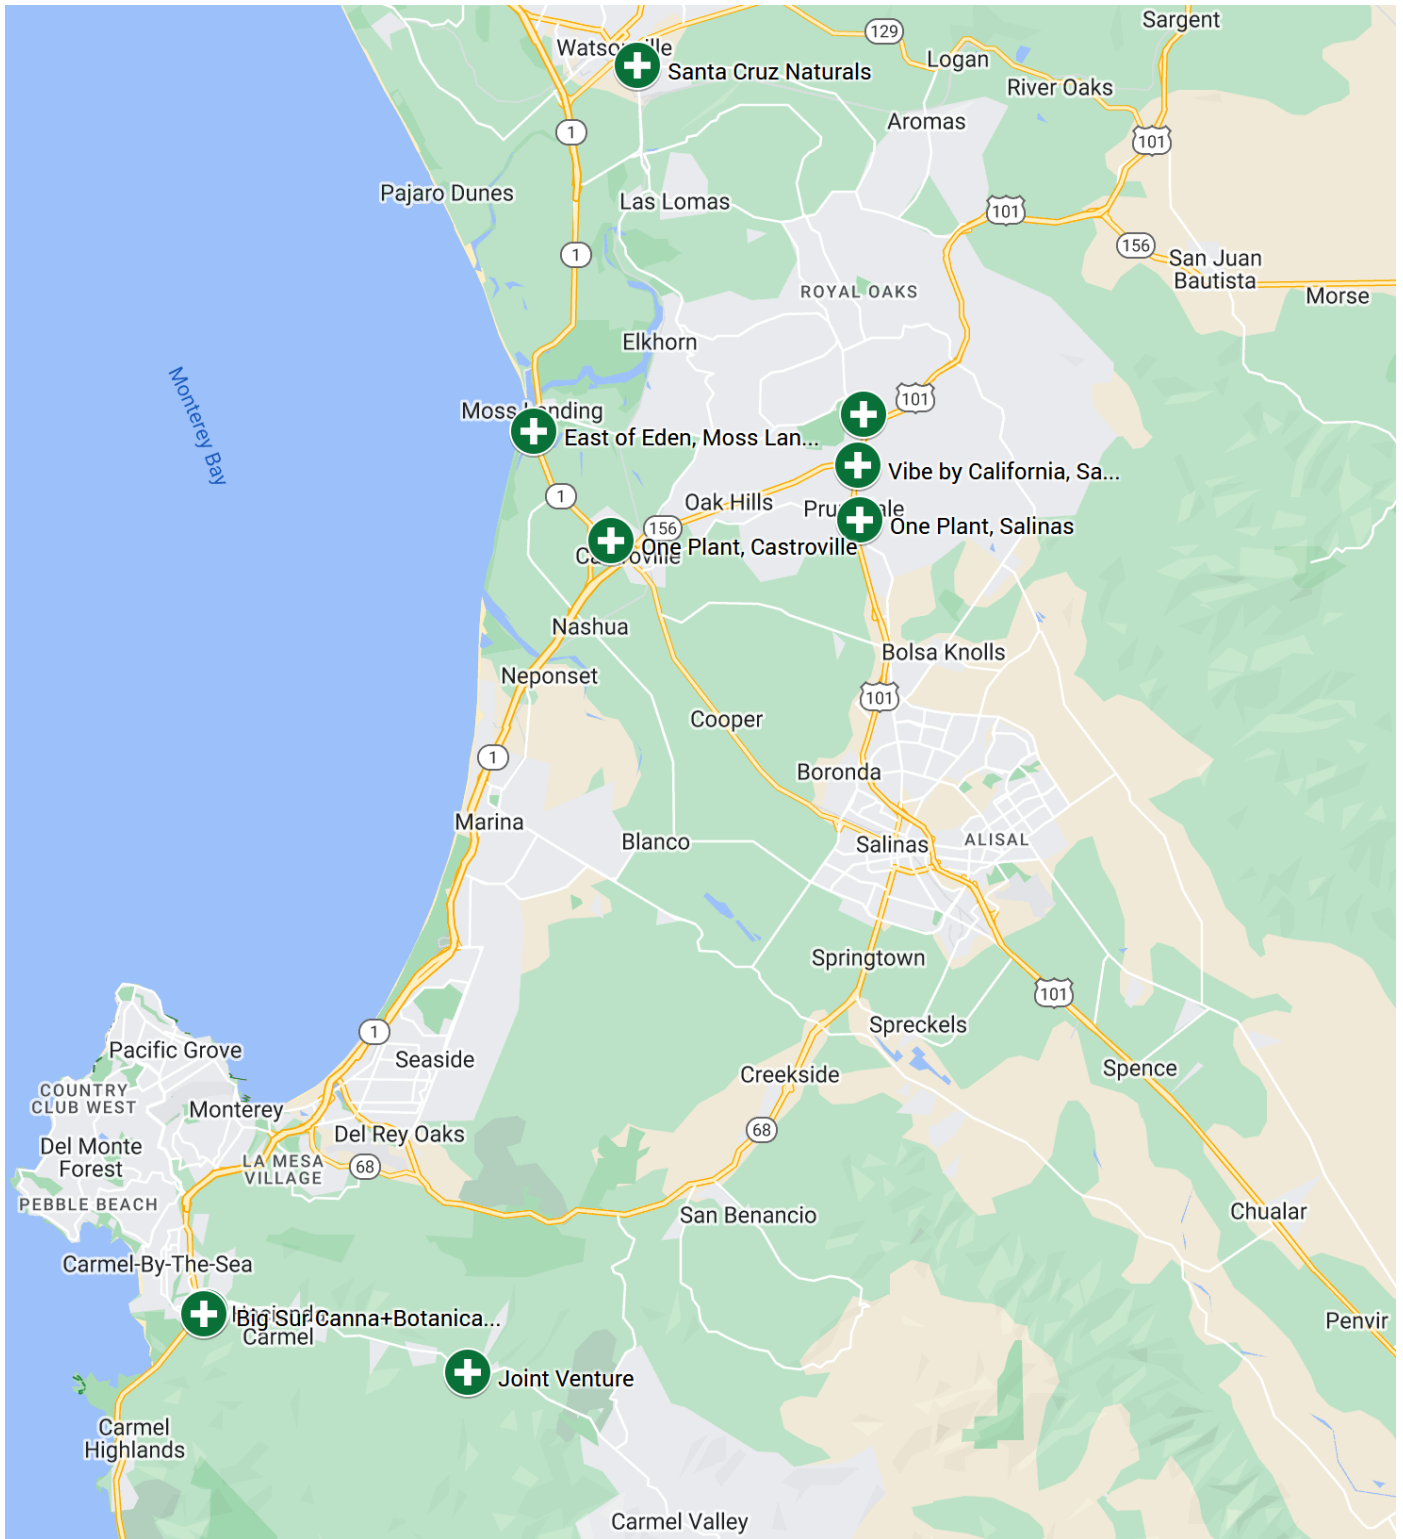 Sargent
129
Watsonville
Logan
Santa Cruz Naturals
River Oaks
Aromas
1
101
Pajaro Dunes
Las Lomas
101
1
156
San Juan
Bautista
ROYAL OAKS
Morse
Elkhorn
Monterey Bay
101
Moss Landing
East of Eden, Moss Lan...
Vibe by California, Sa...
1
Oak Hills
Prunedale
156
One Plant, Salinas
One Plant, Castroville
Castroville
Nashua
Bolsa Knolls
Neponset
101
Cooper
1
Boronda
Marina
Blanco
Salinas
ALISAL
Springtown
101
Spreckels
1
Pacific Grove
Seaside
Spence
Creekside
COUNTRY
CLUB WEST
Monterey
68
Del Rey Oaks
Del Monte
Forest
LA MESA
VILLAGE
68
PEBBLE BEACH
San Benancio
Chualar
Carmel-By-The-Sea
Big Sur Canna+Botanica...
Carmel
Penvir
Joint Venture
Carmel
Highlands
Carmel Valley